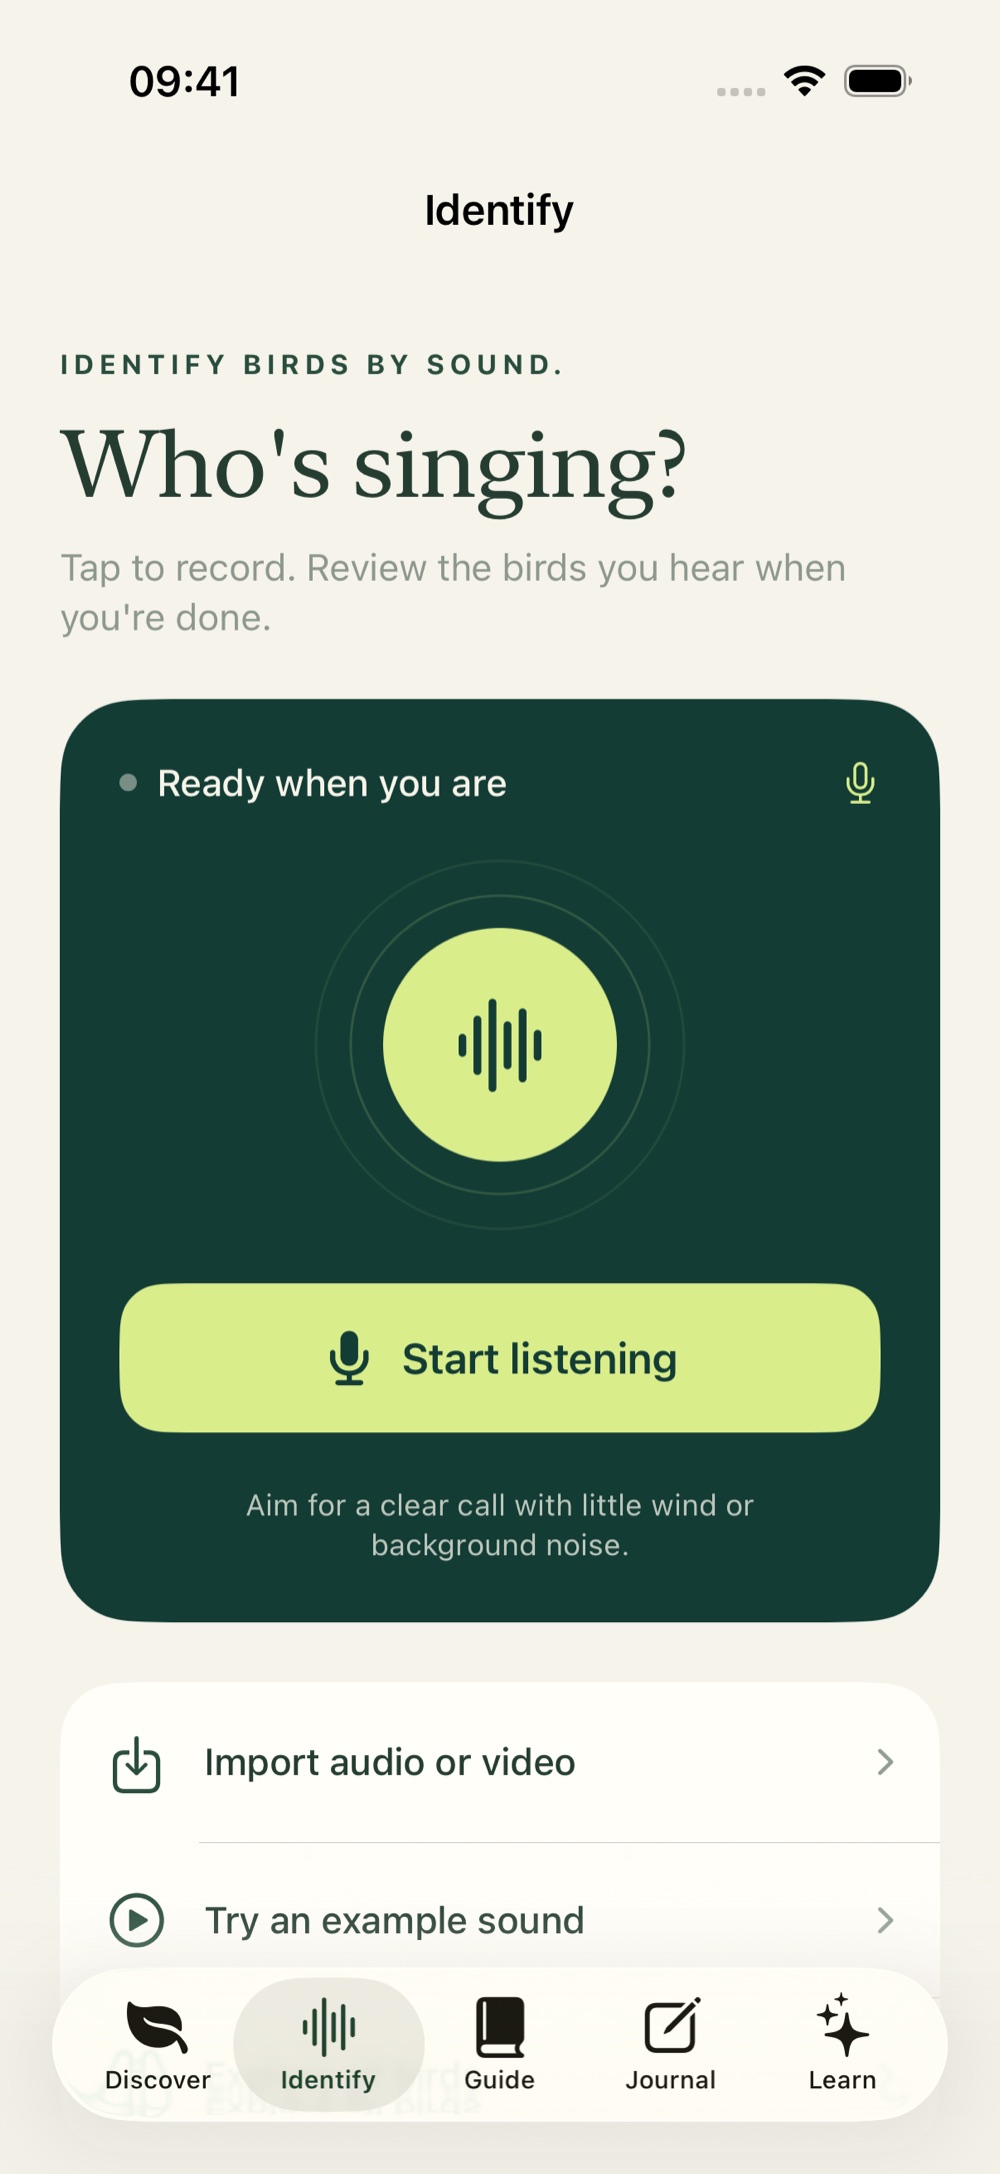 09:41
Identify
IDENTIFY BIRDS BY SOUND.
Who's singing?
Tap to record. Review the birds you hear when
you're done.
Ready when you are
Start listening
Aim for a clear call with little wind or
background noise.
Import audio or video
Try an example sound
Discover
Identify
Guide
Journal
Learn